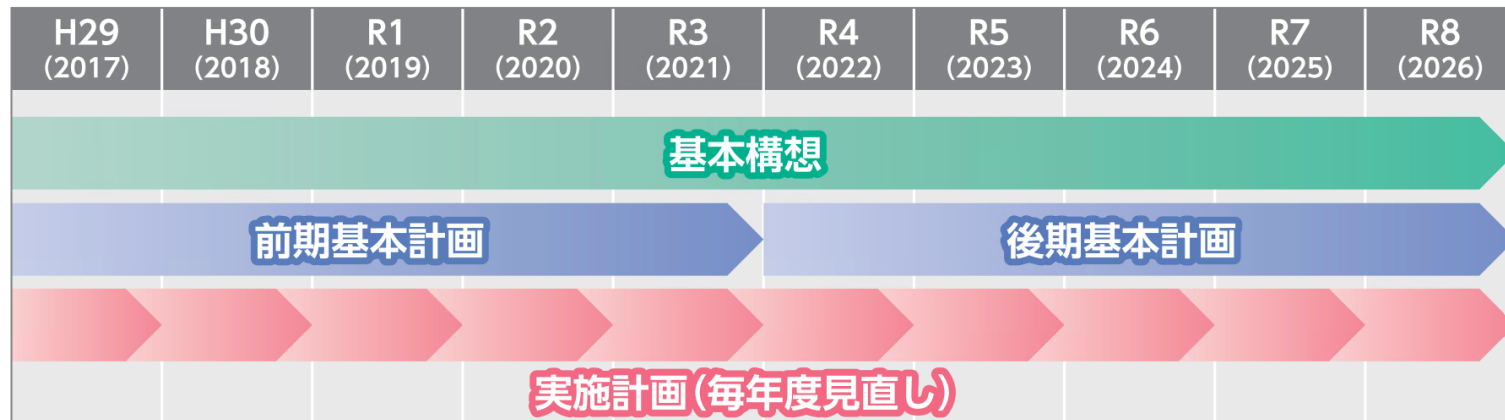 H29 H30 R1 R2 R3 R4 R5 R6 R7 R8
(2017) (2018) (2019) (2020) (2021) (2022) (2023) (2024) (2025) (2026)
基本構想
前期基本計画 後期基本計画
実施計画(毎年度見直し)